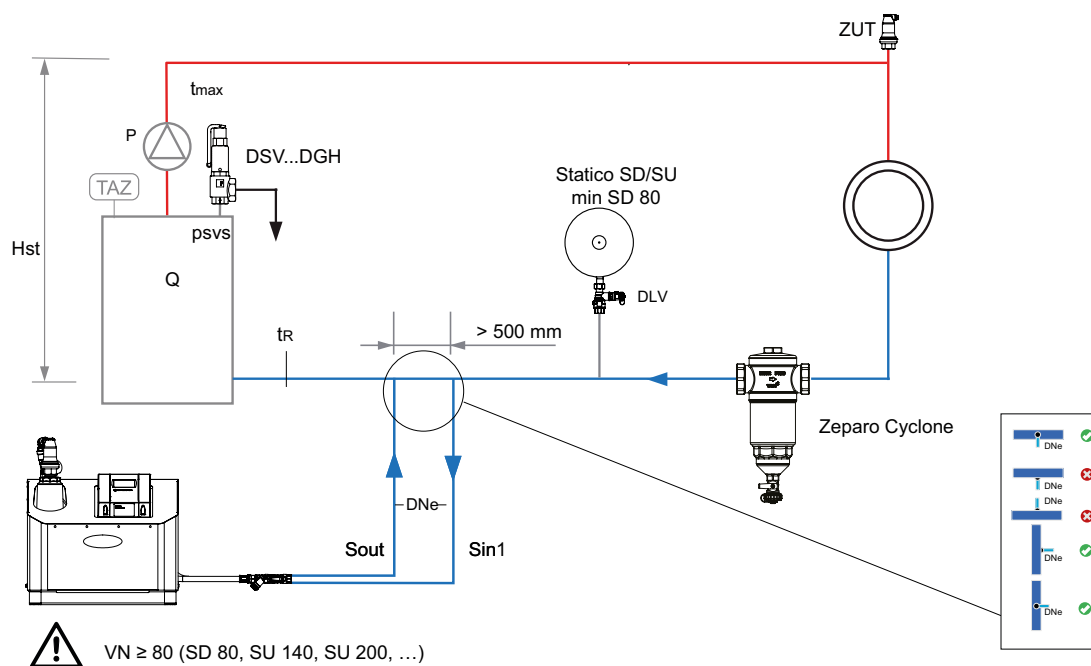 ZUT
tmax
P
DSV...DGH
TAZ
Statico SD/SU
min SD 80
psvs
Hst
Q
DLV
tR
> 500 mm
Zeparo Cyclone
DNe
DNe
DNe
DNe
DNe
DNe
Sout
Sin1
VN ≥ 80 (SD 80, SU 140, SU 200, …)